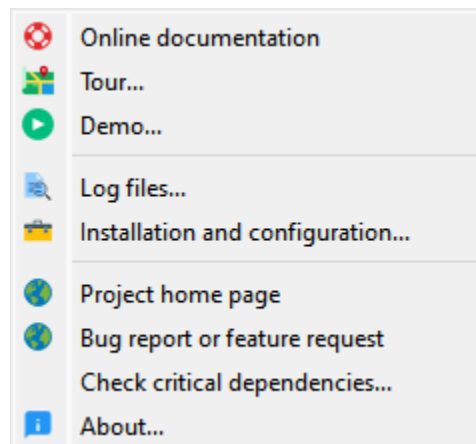 Online documentation
Tour...
Demo...
Log files...
Installation and configuration...
Project home page
Bug report or feature request
Check critical dependencies...
About...